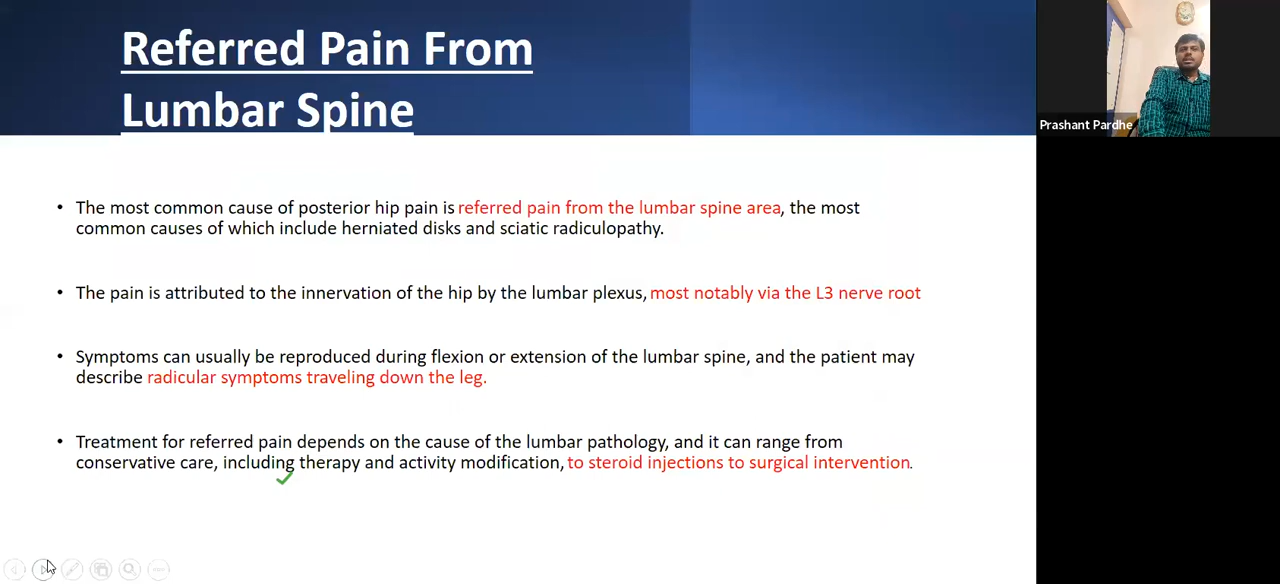 Referred Pain From
Lumbar Spine
Prashant Pardhe
• The most common cause of posterior hip pain is referred pain from the lumbar spine area, the most
common causes of which include herniated disks and sciatic radiculopathy.
• The pain is attributed to the innervation of the hip by the lumbar plexus, most notably via the L3 nerve root
• Symptoms can usually be reproduced during flexion or extension of the lumbar spine, and the patient may
describe radicular symptoms traveling down the leg.
• Treatment for referred pain depends on the cause of the lumbar pathology, and it can range from
conservative care, including therapy and activity modification, to steroid injections to surgical intervention.